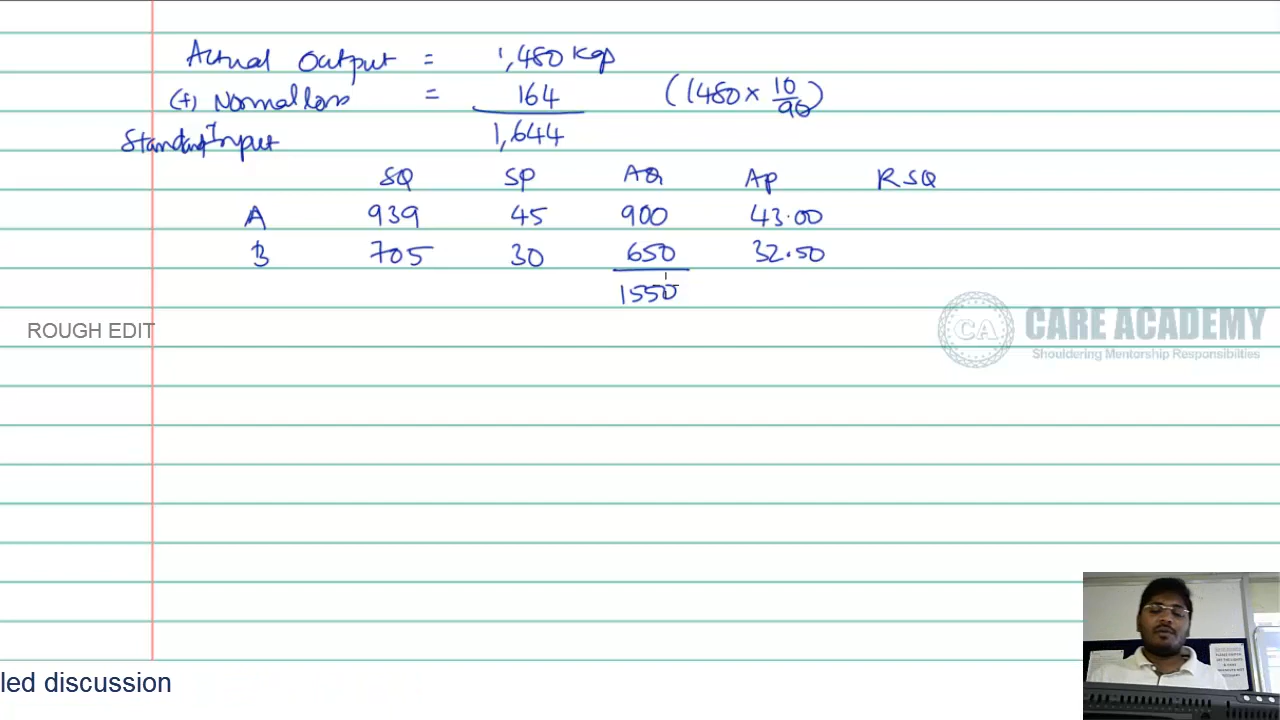 Actual Output = 1,480 Kgs
(+) Normal loss = 164 (1480 × 10/90)
Standard Input 1,644
SQ SP AQ AP RSQ
A 939 45 900 43.00
B 705 30 650 32.50
1550
ROUGH EDIT
CA
CARE ACADEMY
Shouldering Mentorship Responsibilties
led discussion